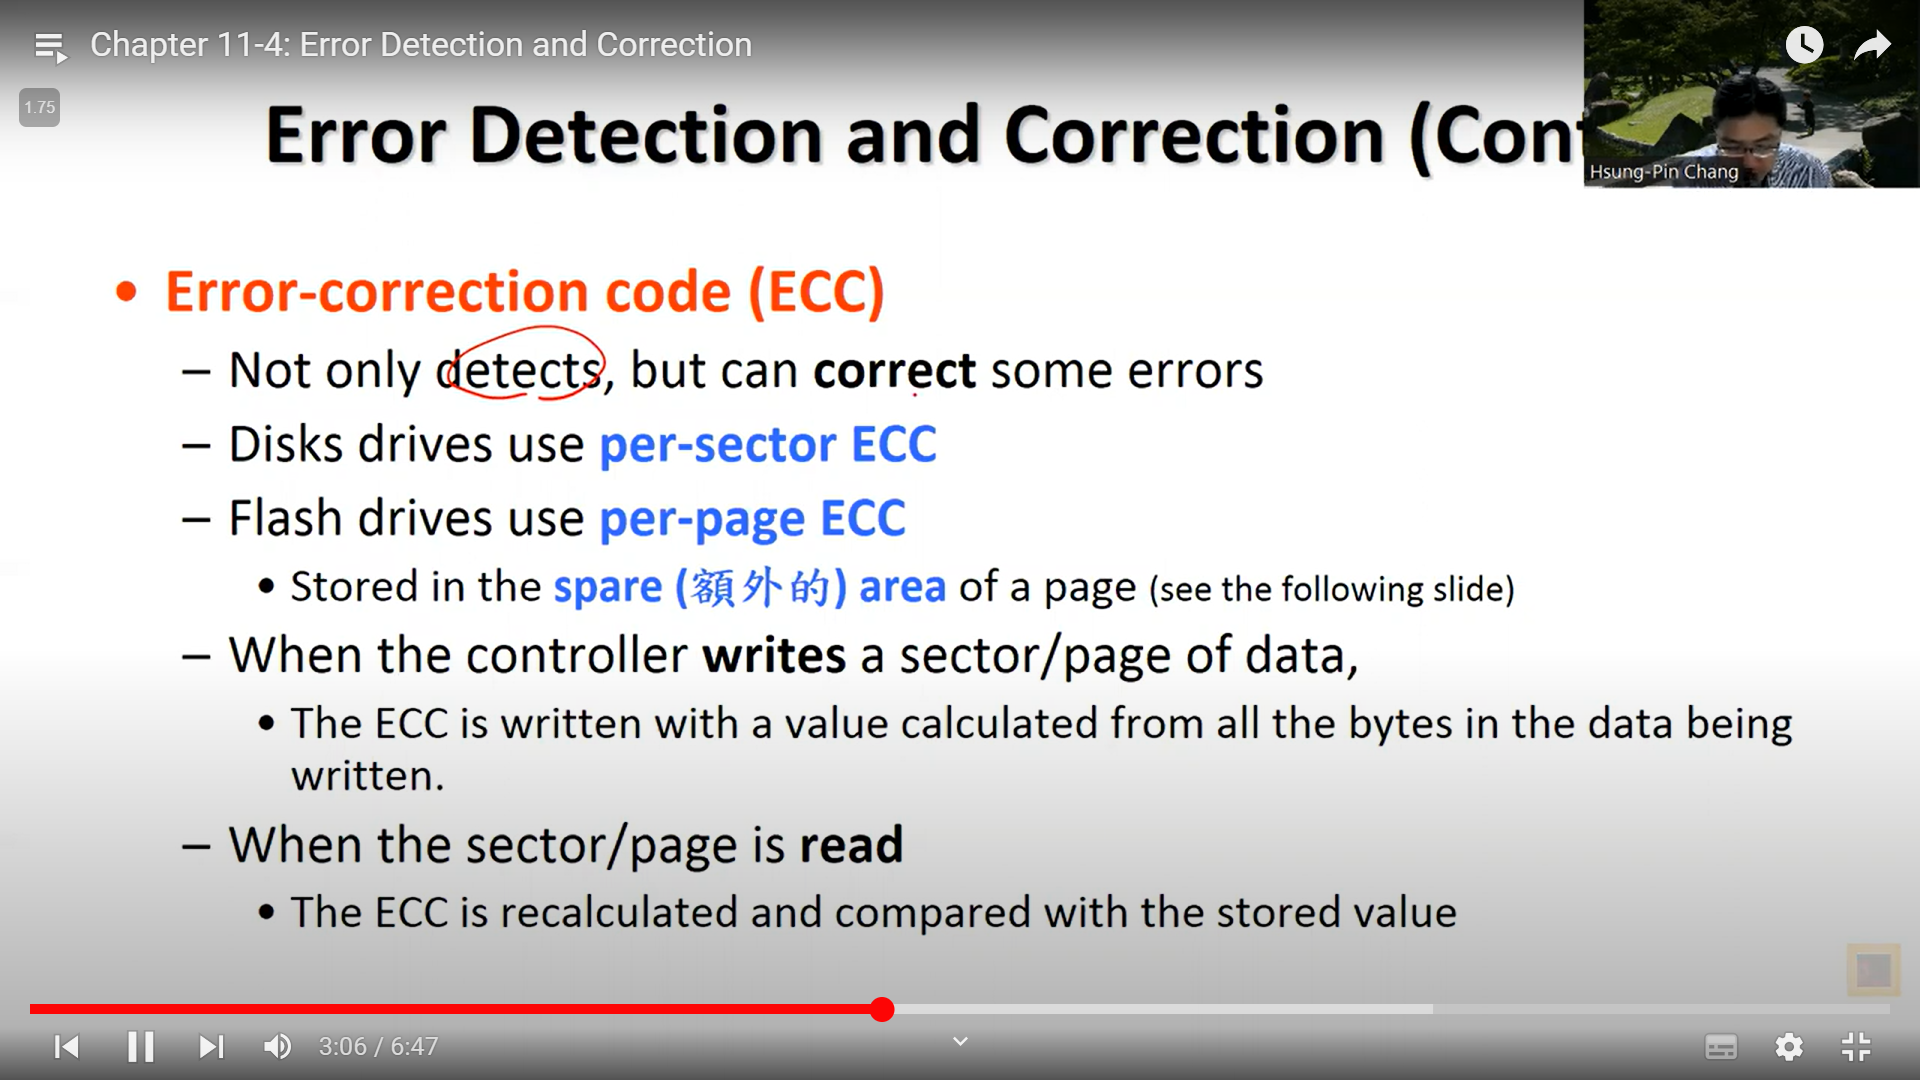 Chapter 11-4: Error Detection and Correction
1.75
Error Detection and Correction (Cont
Hsung-Pin Chang
• Error-correction code (ECC)
– Not only detects, but can correct some errors
– Disks drives use per-sector ECC
– Flash drives use per-page ECC
• Stored in the spare (額外的) area of a page (see the following slide)
– When the controller writes a sector/page of data,
• The ECC is written with a value calculated from all the bytes in the data being
written.
– When the sector/page is read
• The ECC is recalculated and compared with the stored value
3:06 / 6:47